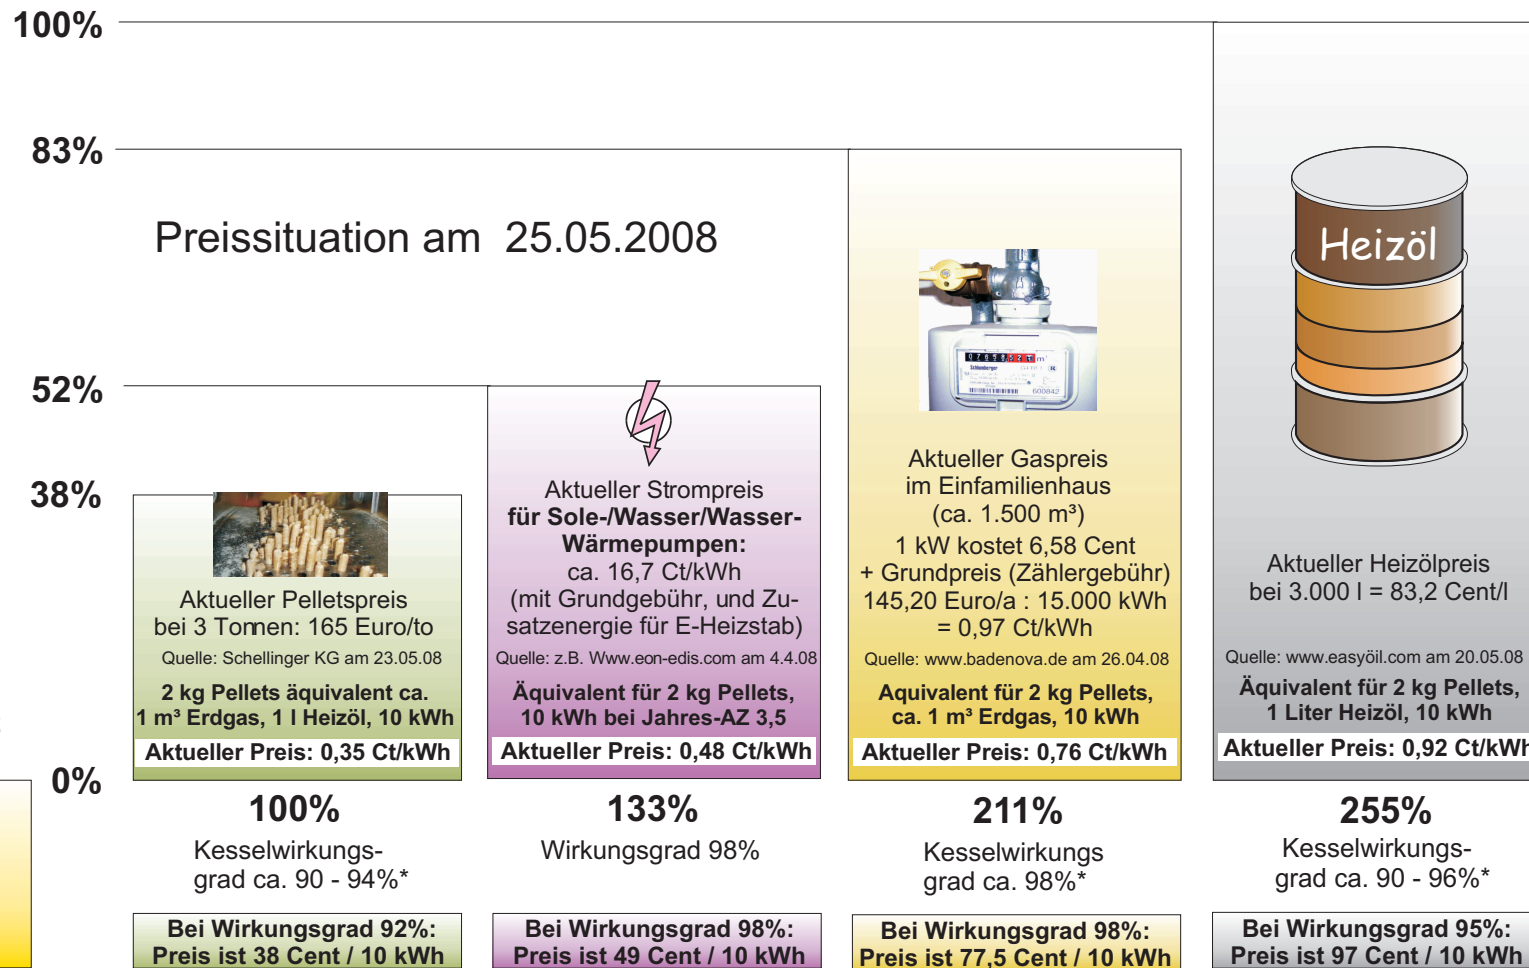 100%
83%
Preissituation am 25.05.2008
52%
38%
0%
Aktueller Pelletspreis
bei 3 Tonnen: 165 Euro/to
Quelle: Schellinger KG am 23.05.08
2 kg Pellets äquivalent ca.
1 m³ Erdgas, 1 l Heizöl, 10 kWh
Aktueller Preis: 0,35 Ct/kWh
100%
Kesselwirkungs-
grad ca. 90 - 94%*
Bei Wirkungsgrad 92%:
Preis ist 38 Cent / 10 kWh
Aktueller Strompreis
für Sole-/Wasser/Wasser-
Wärmepumpen:
ca. 16,7 Ct/kWh
(mit Grundgebühr, und Zu-
satzenergie für E-Heizstab)
Quelle: z.B. Www.eon-edis.com am 4.4.08
Äquivalent für 2 kg Pellets,
10 kWh bei Jahres-AZ 3,5
Aktueller Preis: 0,48 Ct/kWh
133%
Wirkungsgrad 98%
Bei Wirkungsgrad 98%:
Preis ist 49 Cent / 10 kWh
Schlumberger
600842
Aktueller Gaspreis
im Einfamilienhaus
(ca. 1.500 m³)
1 kW kostet 6,58 Cent
+ Grundpreis (Zählergebühr)
145,20 Euro/a : 15.000 kWh
= 0,97 Ct/kWh
Quelle: www.badenova.de am 26.04.08
Aquivalent für 2 kg Pellets,
ca. 1 m³ Erdgas, 10 kWh
Aktueller Preis: 0,76 Ct/kWh
211%
Kesselwirkungs
grad ca. 98%*
Bei Wirkungsgrad 98%:
Preis ist 77,5 Cent / 10 kWh
Heizöl
Aktueller Heizölpreis
bei 3.000 l = 83,2 Cent/l
Quelle: www.easyöil.com am 20.05.08
Äquivalent für 2 kg Pellets,
1 Liter Heizöl, 10 kWh
Aktueller Preis: 0,92 Ct/kWh
255%
Kesselwirkungs-
grad ca. 90 - 96%*
Bei Wirkungsgrad 95%:
Preis ist 97 Cent / 10 kWh